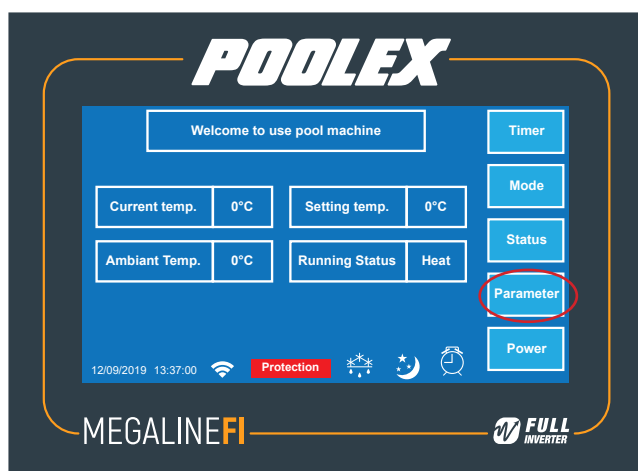 POOLEX
Welcome to use pool machine
Timer
Mode
Current temp. 0°C Setting temp. 0°C
Status
Ambiant Temp. 0°C Running Status Heat
Parameter
Power
12/09/2019 13:37:00 Protection
MEGALINEFI
FULL
INVERTER